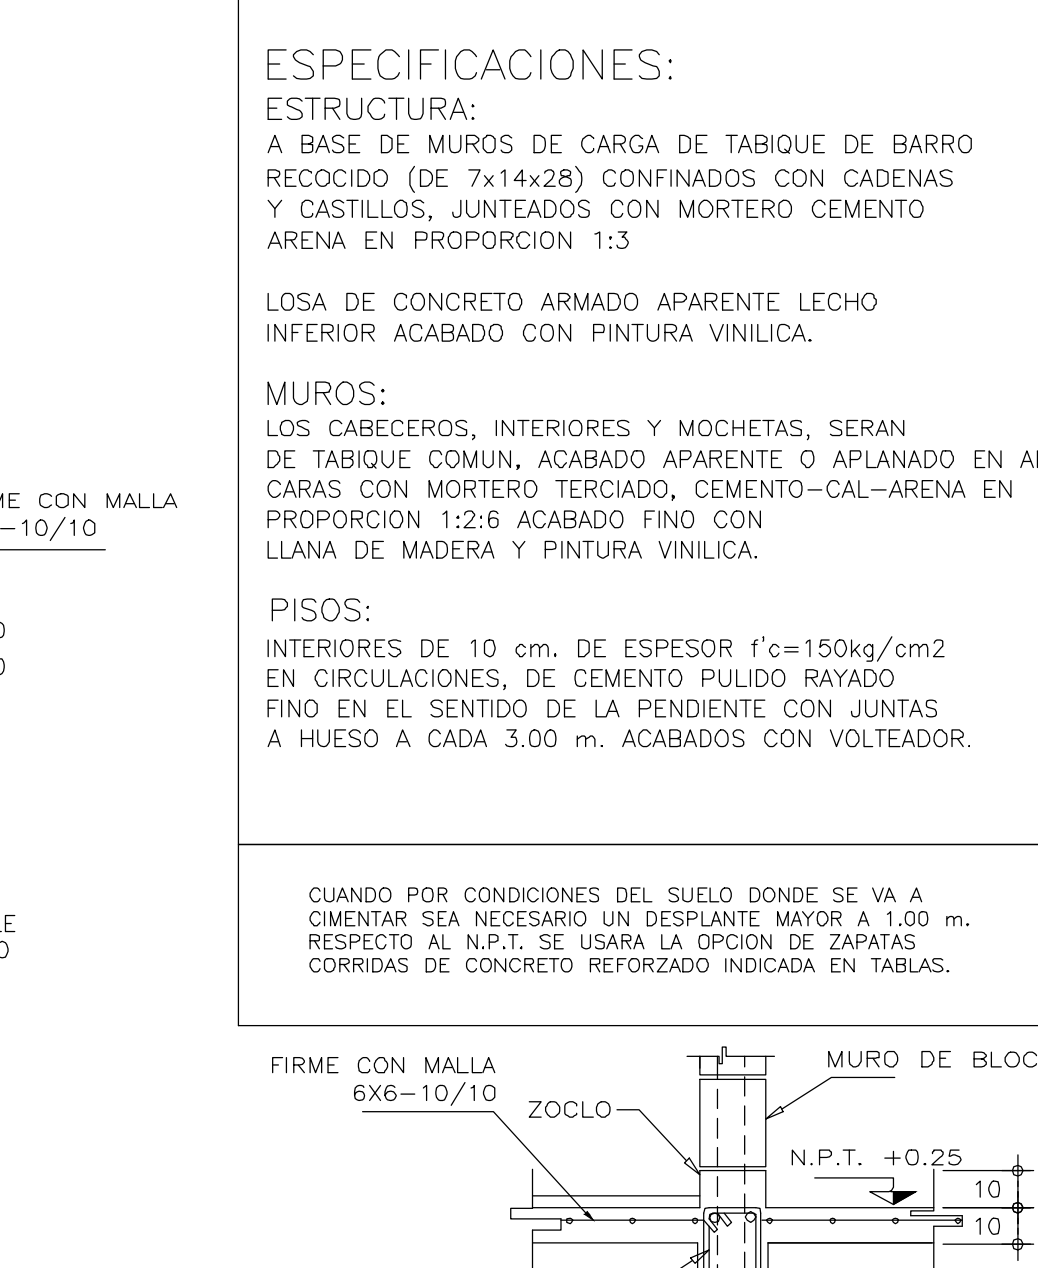 ESPECIFICACIONES:
ESTRUCTURA:
A BASE DE MUROS DE CARGA DE TABIQUE DE BARRO
RECOCIDO (DE 7x14x28) CONFINADOS CON CADENAS
Y CASTILLOS, JUNTEADOS CON MORTERO CEMENTO
ARENA EN PROPORCION 1:3
LOSA DE CONCRETO ARMADO APARENTE LECHO
INFERIOR ACABADO CON PINTURA VINILICA.
MUROS:
LOS CABECEROS, INTERIORES Y MOCHETAS, SERAN
DE TABIQUE COMUN, ACABADO APARENTE O APLANADO EN
CARAS CON MORTERO TERCIADO, CEMENTO-CAL-ARENA EN
PROPORCION 1:2:6 ACABADO FINO CON
LLANA DE MADERA Y PINTURA VINILICA.
PISOS:
INTERIORES DE 10 cm. DE ESPESOR f'c=150kg/cm2
EN CIRCULACIONES, DE CEMENTO PULIDO RAYADO
FINO EN EL SENTIDO DE LA PENDIENTE CON JUNTAS
A HUESO A CADA 3.00 m. ACABADOS CON VOLTEADOR.
CON MALLA
-10/10
CUANDO POR CONDICIONES DEL SUELO DONDE SE VA A
CIMENTAR SEA NECESARIO UN DESPLANTE MAYOR A 1.00 m.
RESPECTO AL N.P.T. SE USARA LA OPCION DE ZAPATAS
CORRIDAS DE CONCRETO REFORZADO INDICADA EN TABLAS.
FIRME CON MALLA
6X6-10/10
ZOCLO
MURO DE BLOC
N.P.T. +0.25
10
10